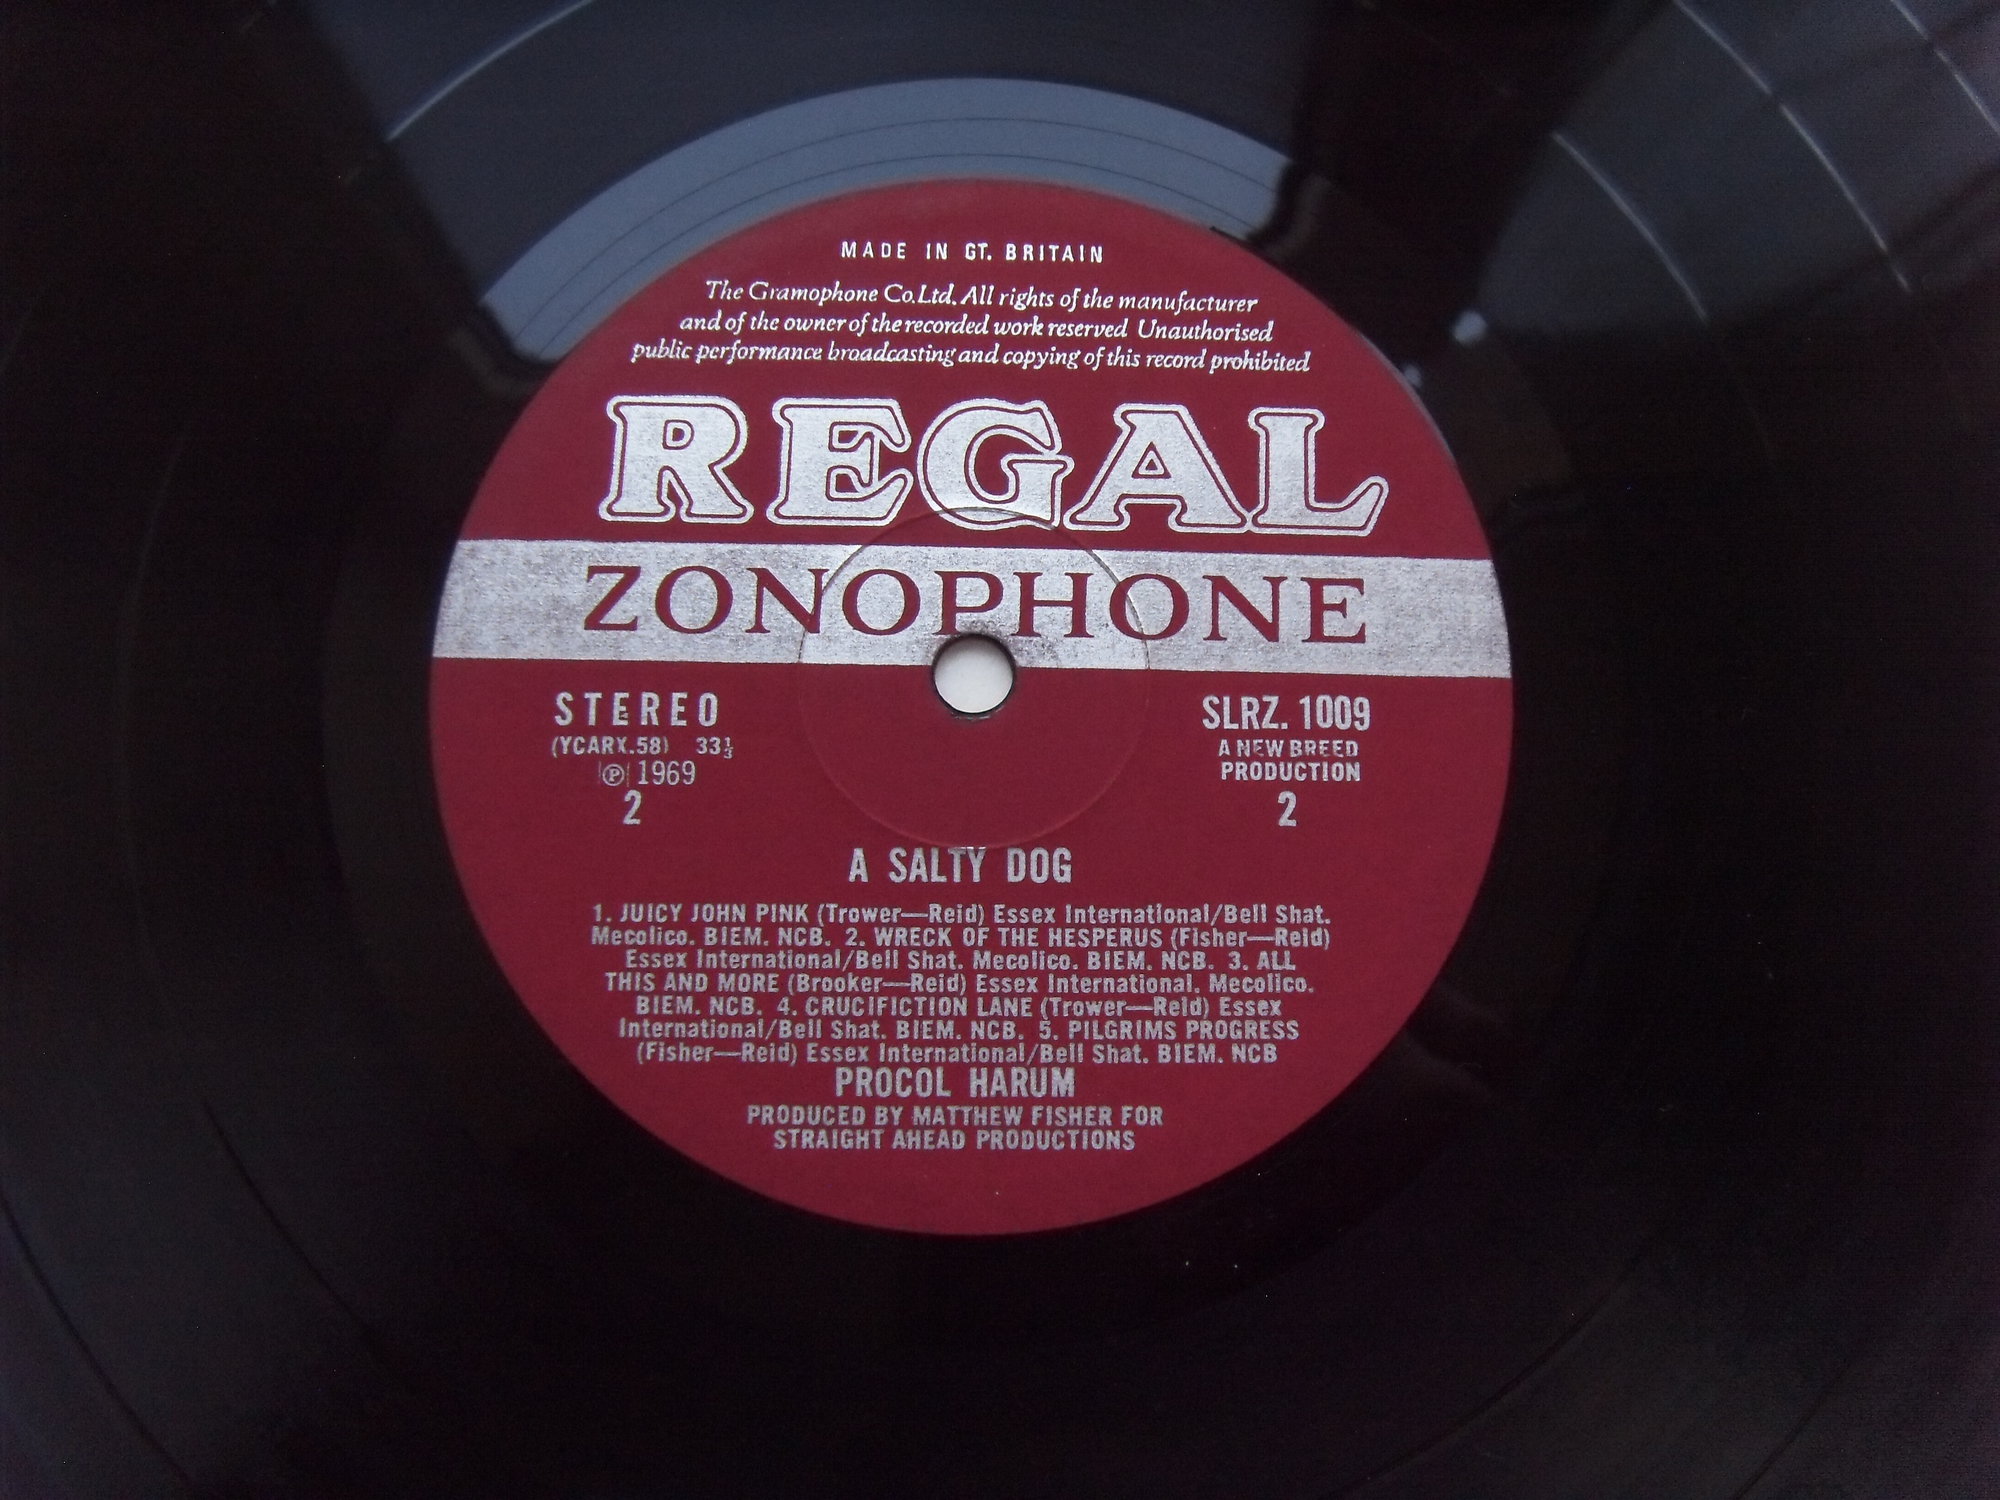 MADE IN GT. BRITAIN
The Gramophone Co.Ltd. All rights of the manufacturer
and of the owner of the recorded work reserved Unauthorised
public performance broadcasting and copying of this record prohibited
REGAL
ZONOPHONE
STEREO
(YCARX.58) 33⅓
Ⓟ 1969
2
SLRZ. 1009
A NEW BREED
PRODUCTION
2
A SALTY DOG
1. JUICY JOHN PINK (Trower—Reid) Essex International/Bell Shat.
Mecolico. BIEM. NCB. 2. WRECK OF THE HESPERUS (Fisher—Reid)
Essex International/Bell Shat. Mecolico. BIEM. NCB. 3. ALL
THIS AND MORE (Brooker—Reid) Essex International. Mecolico.
BIEM. NCB. 4. CRUCIFICTION LANE (Trower—Reid) Essex
International/Bell Shat. BIEM. NCB. 5. PILGRIMS PROGRESS
(Fisher—Reid) Essex International/Bell Shat. BIEM. NCB
PROCOL HARUM
PRODUCED BY MATTHEW FISHER FOR
STRAIGHT AHEAD PRODUCTIONS